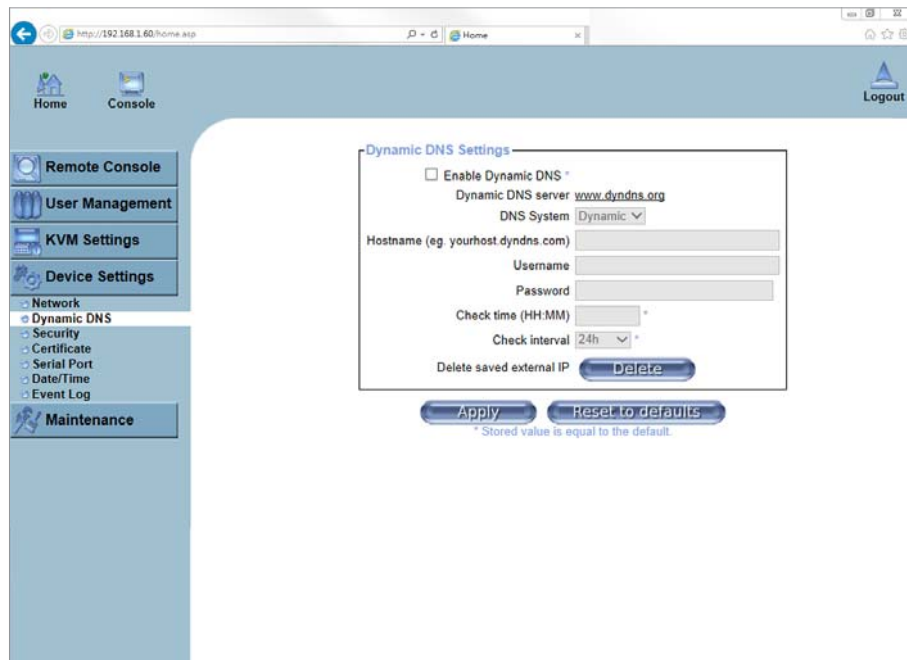 http://192.168.1.60/home.asp
Home
Home
Console
Logout
Remote Console
User Management
KVM Settings
Device Settings
Network
Dynamic DNS
Security
Certificate
Serial Port
Date/Time
Event Log
Maintenance
Dynamic DNS Settings
Enable Dynamic DNS *
Dynamic DNS server www.dyndns.org
DNS System Dynamic
Hostname (eg. yourhost.dyndns.com)
Username
Password
Check time (HH:MM) *
Check interval 24h *
Delete saved external IP Delete
Apply Reset to defaults
* Stored value is equal to the default.